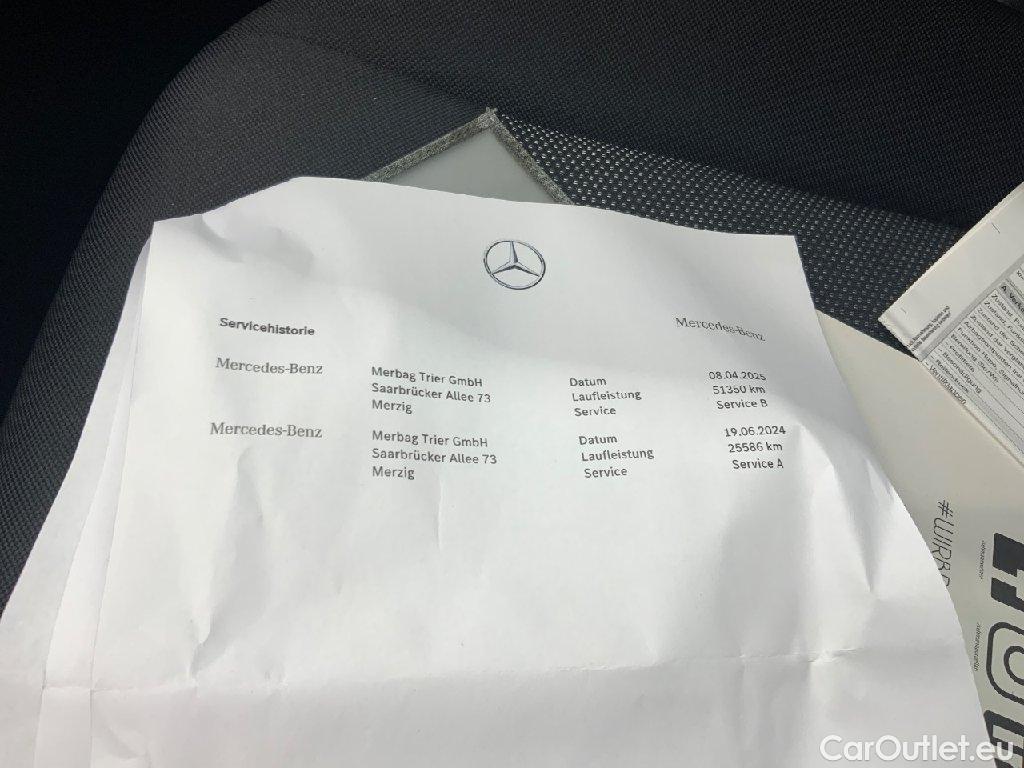 Servicehistorie
Mercedes-Benz
Mercedes-Benz
Merbag Trier GmbH
Saarbrücker Allee 73
Merzig
Datum 08.04.2025
Laufleistung 51350 km
Service Service B
Mercedes-Benz
Merbag Trier GmbH
Saarbrücker Allee 73
Merzig
Datum 19.06.2024
Laufleistung 25586 km
Service Service A
#WIRB
CarOutlet.eu